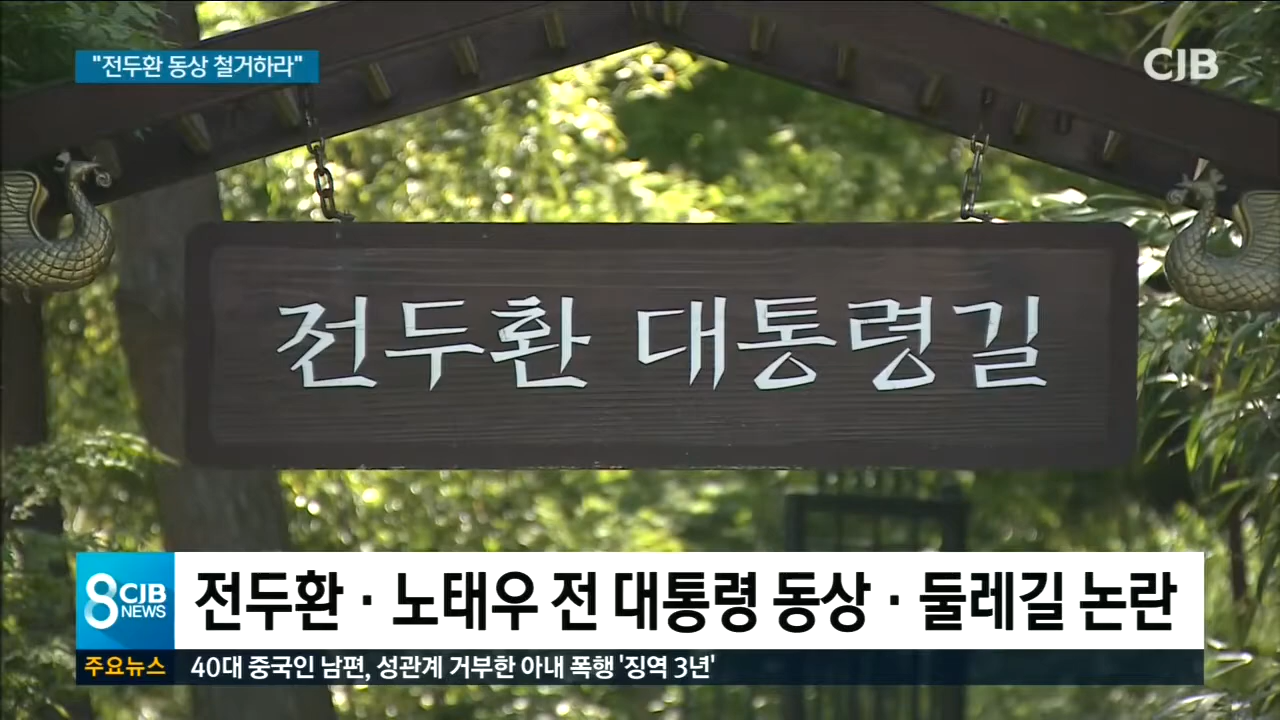 "전두환 동상 철거하라"
CJB
전두환 대통령길
8 CJB NEWS
전두환·노태우 전 대통령 동상·둘레길 논란
주요뉴스 40대 중국인 남편, 성관계 거부한 아내 폭행 '징역 3년'